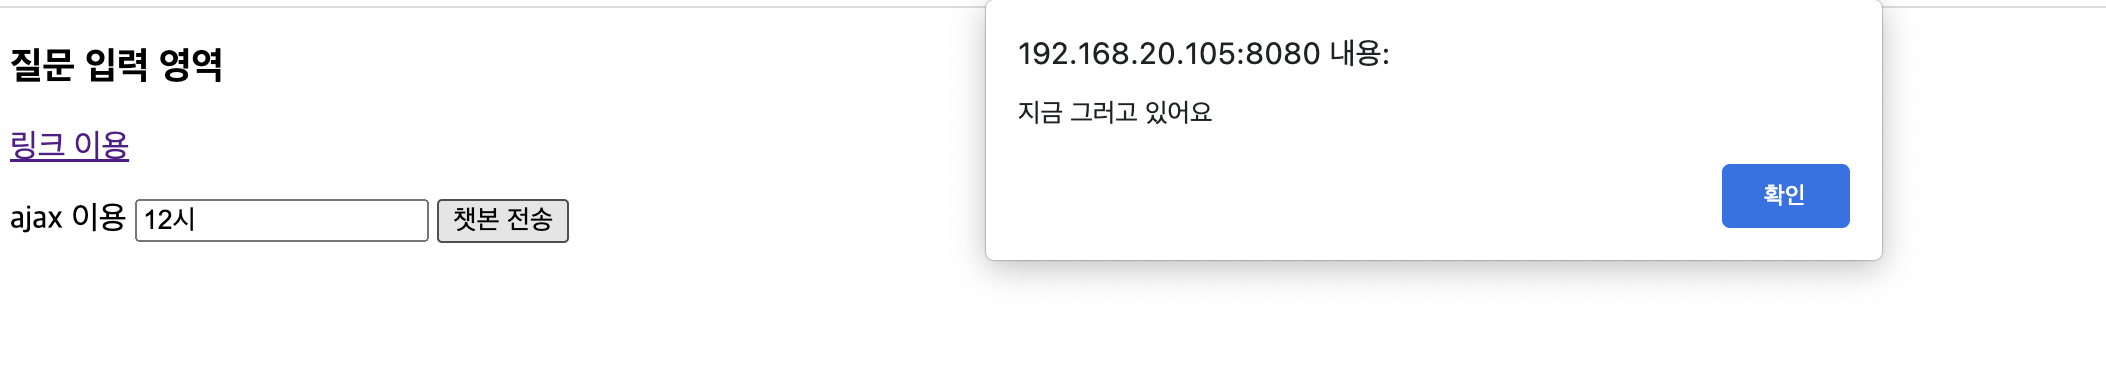 질문 입력 영역
링크 이용
ajax 이용 12시 챗본 전송
192.168.20.105:8080 내용:
지금 그러고 있어요
확인